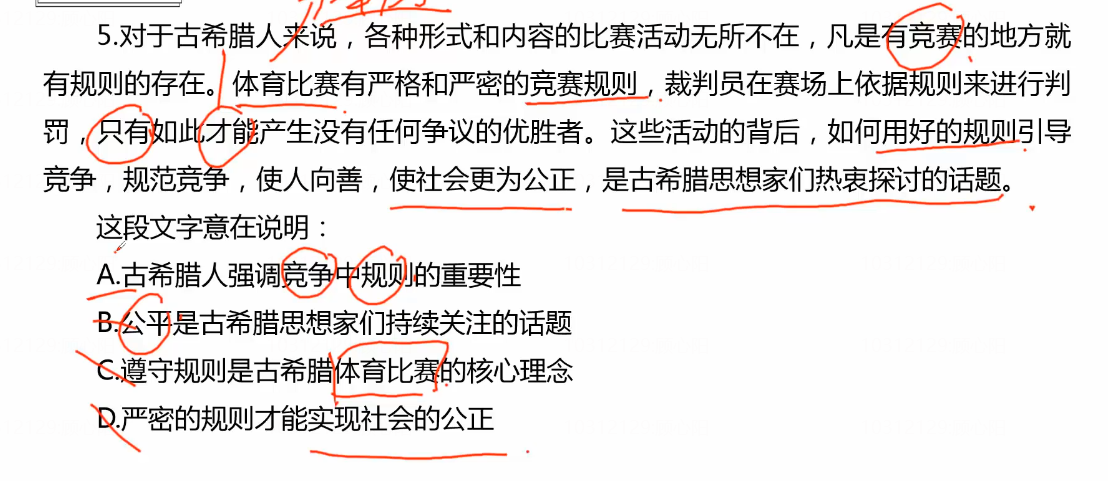 5.对于古希腊人来说，各种形式和内容的比赛活动无所不在，凡是有竞赛的地方就
有规则的存在。体育比赛有严格和严密的竞赛规则，裁判员在赛场上依据规则来进行判
罚，只有如此才能产生没有任何争议的优胜者。这些活动的背后，如何用好的规则引导
竞争，规范竞争，使人向善，使社会更为公正，是古希腊思想家们热衷探讨的话题。
这段文字意在说明：
A.古希腊人强调竞争中规则的重要性
B.公平是古希腊思想家们持续关注的话题
C.遵守规则是古希腊体育比赛的核心理念
D.严密的规则才能实现社会的公正